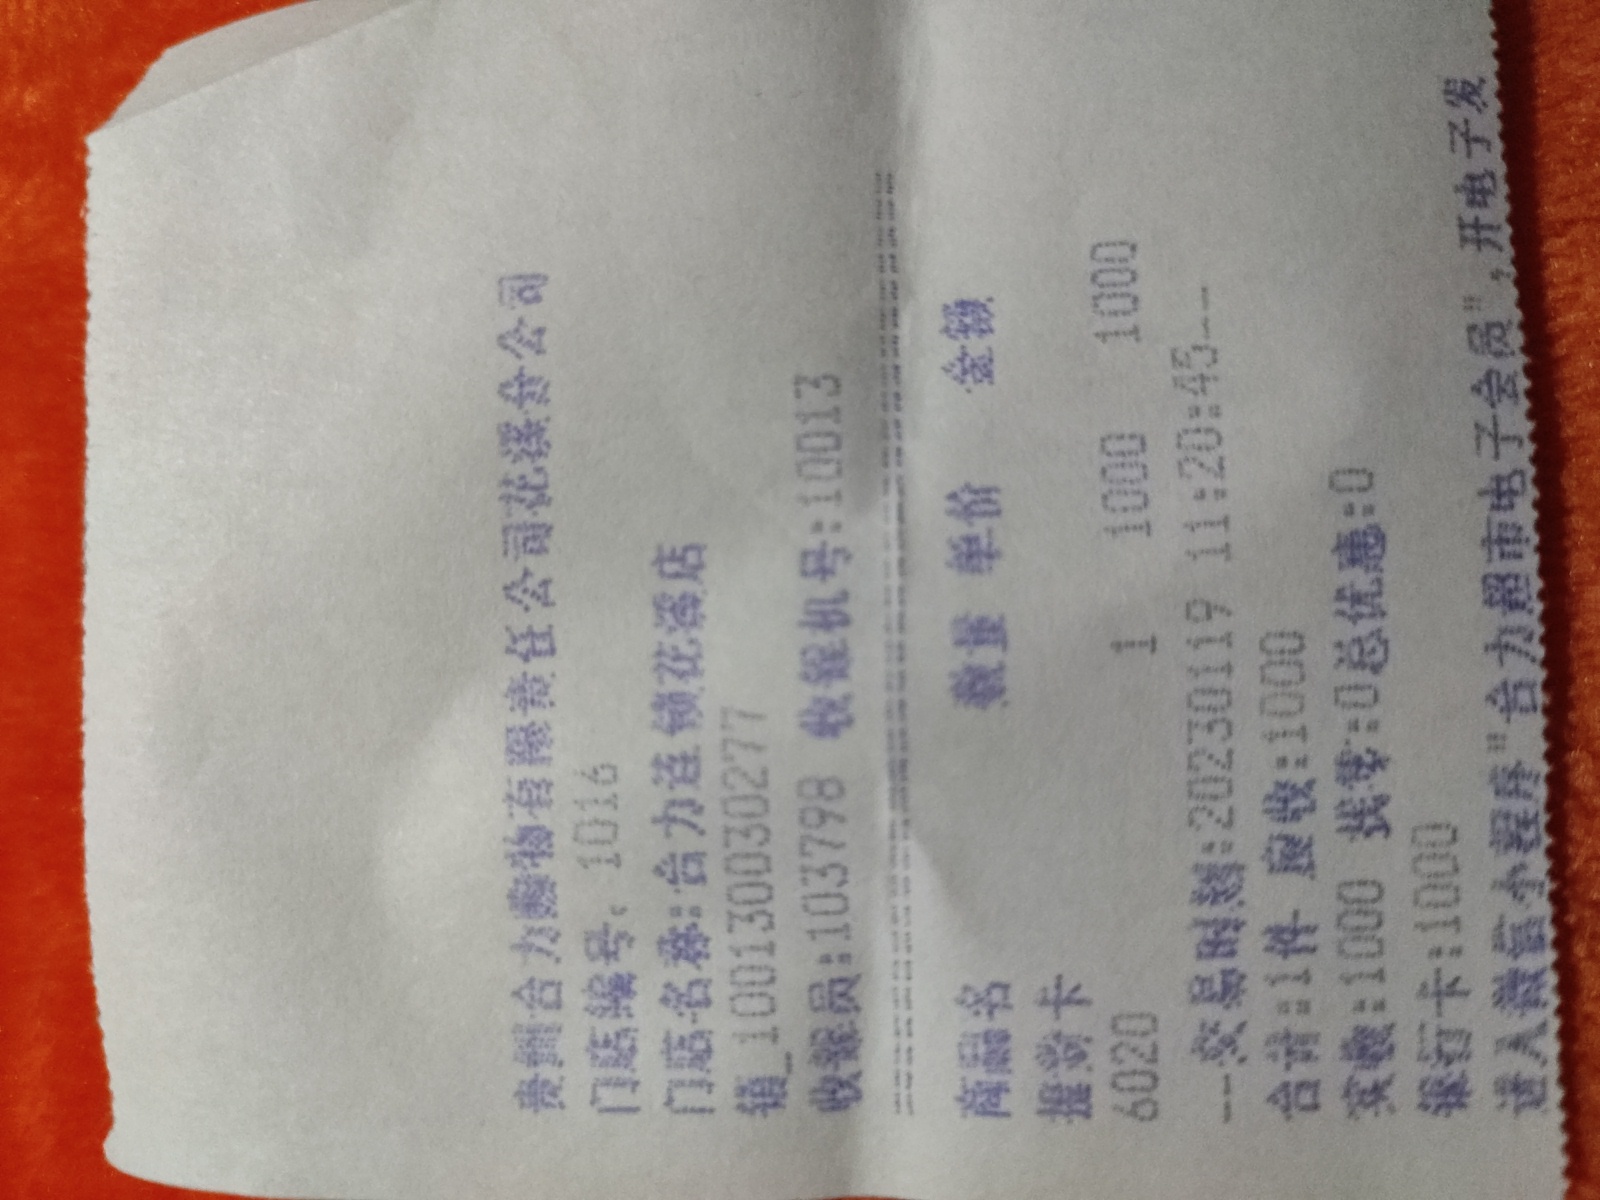 贵州合力购物有限责任公司花溪分公司
门店编号: 1016
门店名称:合力连锁花溪店
销_100130030277
收银员:103798 收银机号:10013
================================
商品名 数量 单价 金额
提货卡
6020 1 1000 1000
--交易时间:20230119 11:20:45--
合计:1件 应收:1000
实收:1000 找零:0总优惠:0
银行卡:1000
进入微信小程序"合力超市电子会员",开电子发